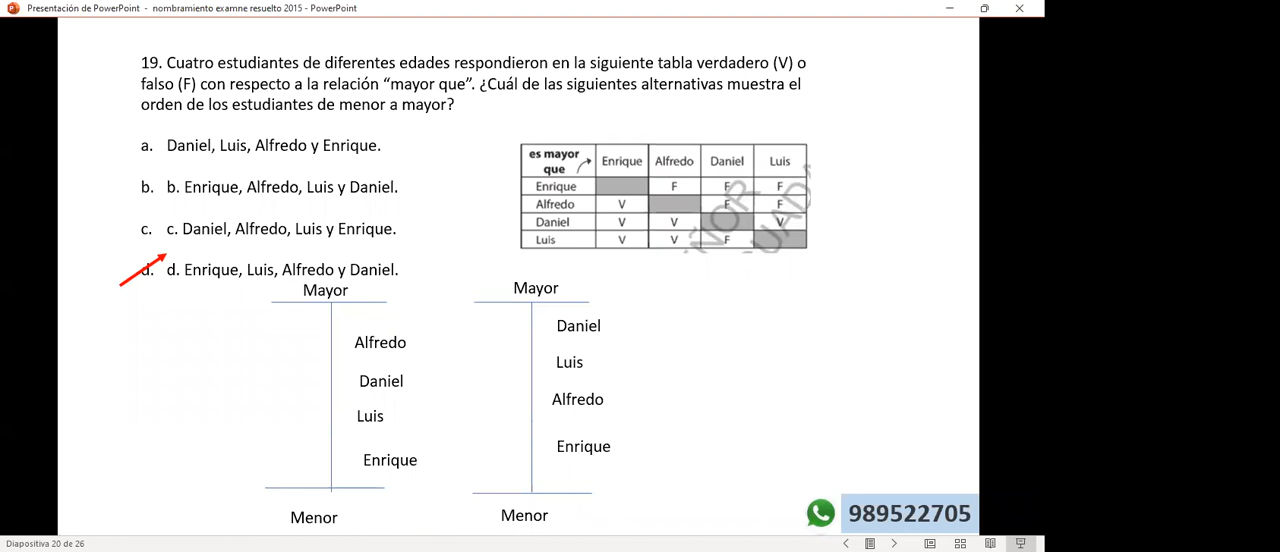 Presentación de PowerPoint - nombramiento examne resuelto 2015 - PowerPoint
19. Cuatro estudiantes de diferentes edades respondieron en la siguiente tabla verdadero (V) o
falso (F) con respecto a la relación “mayor que”. ¿Cuál de las siguientes alternativas muestra el
orden de los estudiantes de menor a mayor?
a. Daniel, Luis, Alfredo y Enrique.
b. b. Enrique, Alfredo, Luis y Daniel.
c. c. Daniel, Alfredo, Luis y Enrique.
d. d. Enrique, Luis, Alfredo y Daniel.
es mayor que Enrique Alfredo Daniel Luis
Enrique F F F
Alfredo V F F
Daniel V V V
Luis V V F
Mayor
Alfredo
Daniel
Luis
Enrique
Menor
Mayor
Daniel
Luis
Alfredo
Enrique
Menor
989522705
Diapositiva 20 de 26